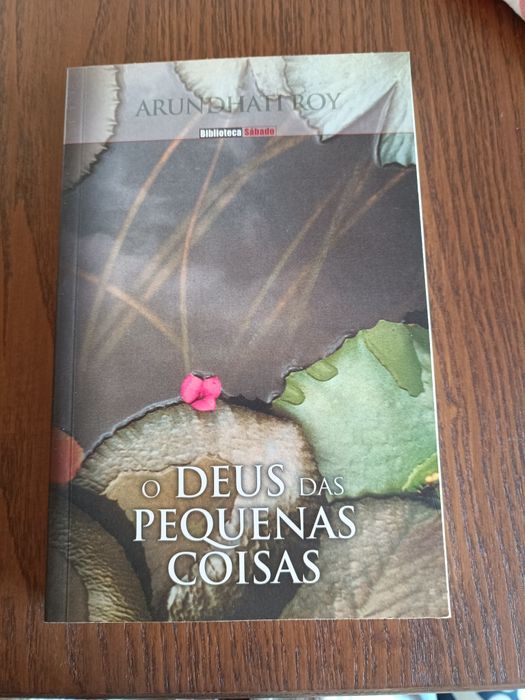 ARUNDHATI ROY
Biblioteca Sábado
O DEUS DAS
PEQUENAS
COISAS